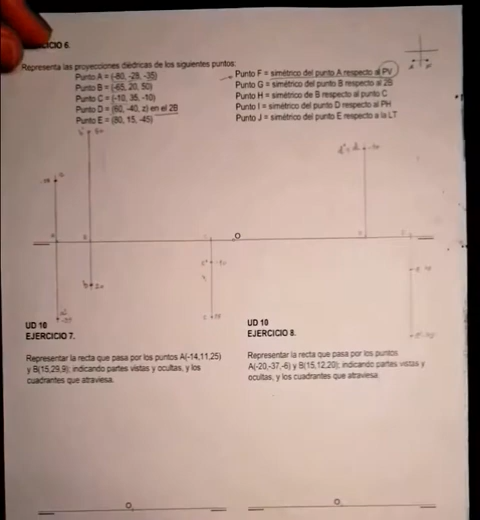 CICIO 6
Representa las proyecciones diédricas de los siguientes puntos:
Punto A = (-80, -28, -35)
Punto B = (-65, 20, 50)
Punto C = (-10, 35, -10)
Punto D = (60, -40, z) en el 2B
Punto E = (80, 15, -45)
Punto F = simétrico del punto A respecto al PV
Punto G = simétrico del punto B respecto al 2B
Punto H = simétrico de B respecto al punto C
Punto I = simétrico del punto D respecto al PH
Punto J = simétrico del punto E respecto a la LT
O
UD 10
EJERCICIO 7.
Representar la recta que pasa por los puntos A(-14,11,25)
y B(15,29,9); indicando partes vistas y ocultas, y los
cuadrantes que atraviesa.
UD 10
EJERCICIO 8.
Representar la recta que pasa por los puntos
A(-20,-37,-6) y B(15,12,20); indicando partes vistas y
ocultas, y los cuadrantes que atraviesa.
O
O